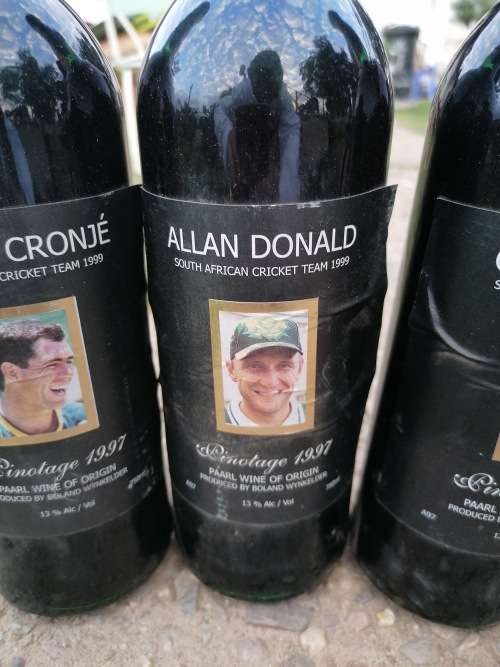 CRONJÉ
CRICKET TEAM 1999
Pinotage 1997
PAARL WINE OF ORIGIN
PRODUCED BY BOLAND WYNKELDER
13 % Alc / Vol
ALLAN DONALD
SOUTH AFRICAN CRICKET TEAM 1999
Pinotage 1997
PAARL WINE OF ORIGIN
PRODUCED BY BOLAND WYNKELDER
A97
13 % Alc / Vol
PAARL
PRODUCED
A97